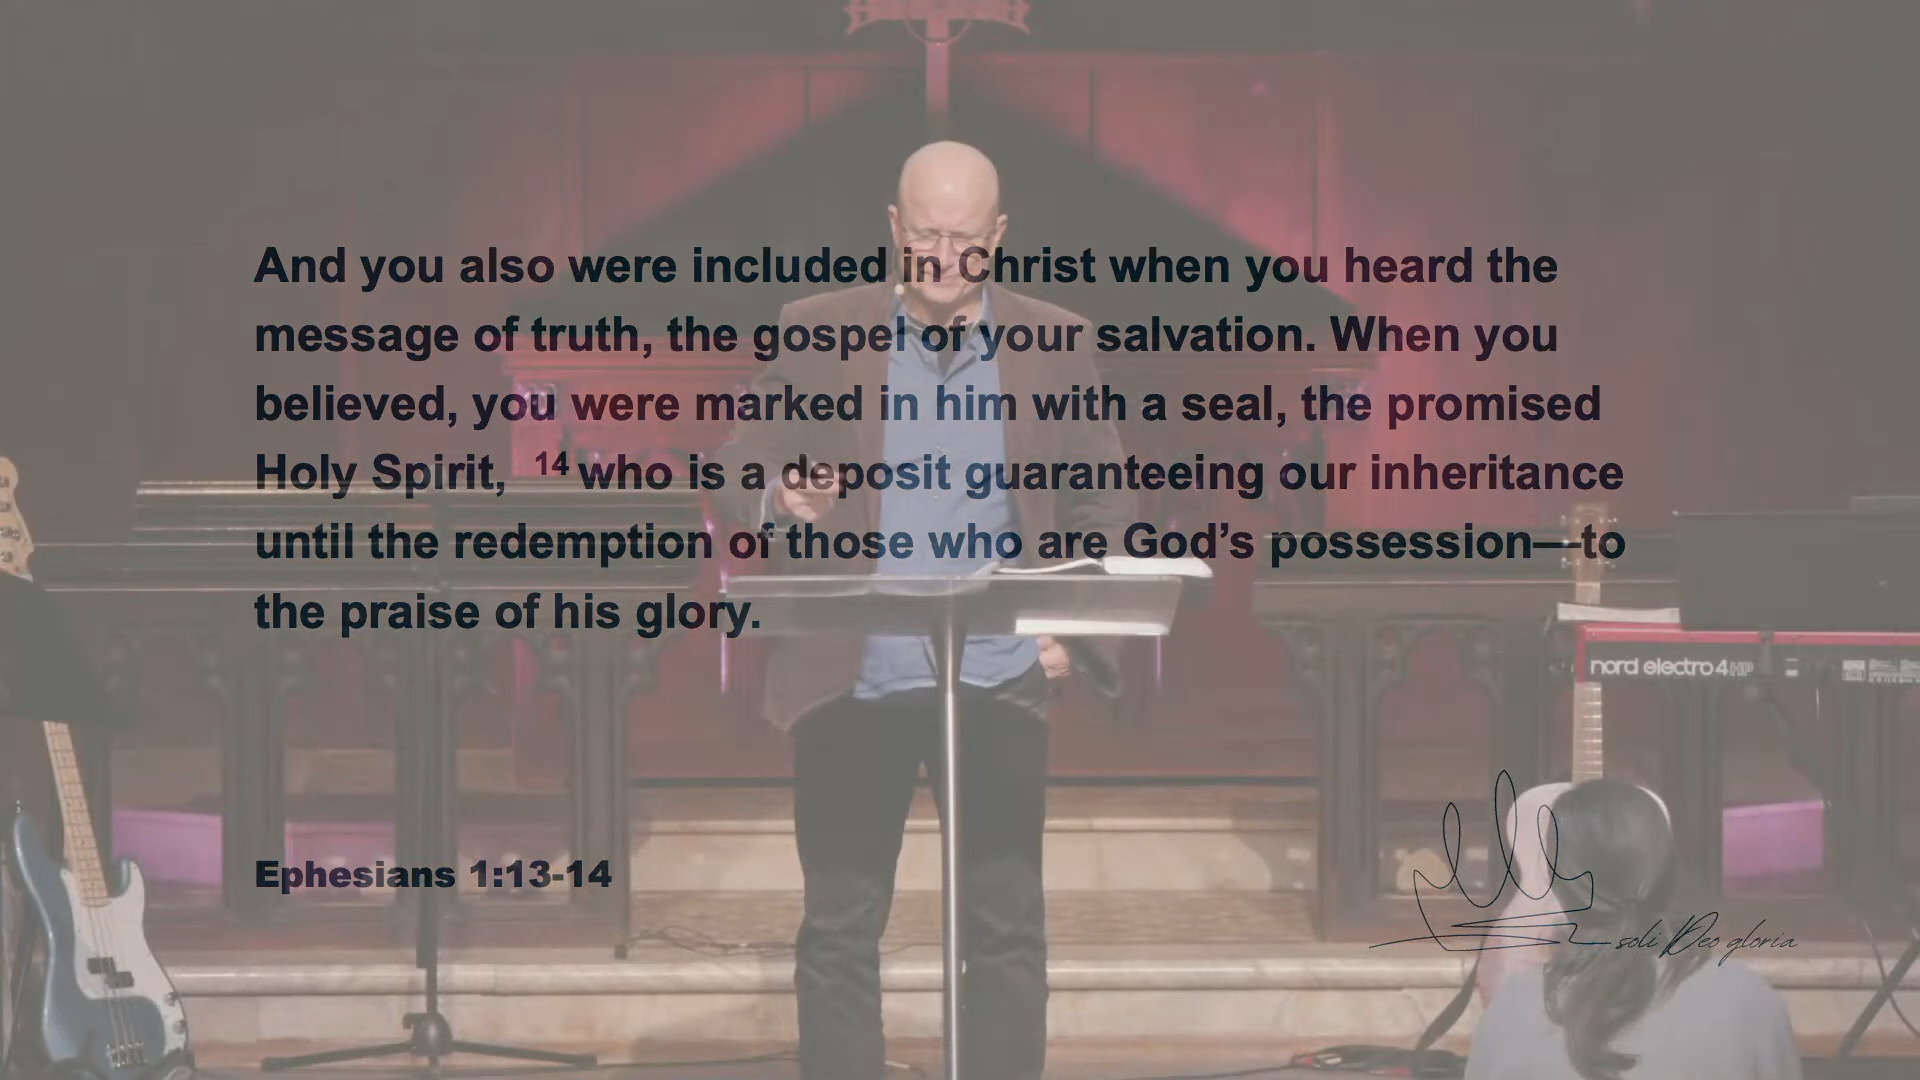 And you also were included in Christ when you heard the
message of truth, the gospel of your salvation. When you
believed, you were marked in him with a seal, the promised
Holy Spirit, 14 who is a deposit guaranteeing our inheritance
until the redemption of those who are God’s possession—to
the praise of his glory.
nord electro 4 HP
Ephesians 1:13-14
soli Deo gloria